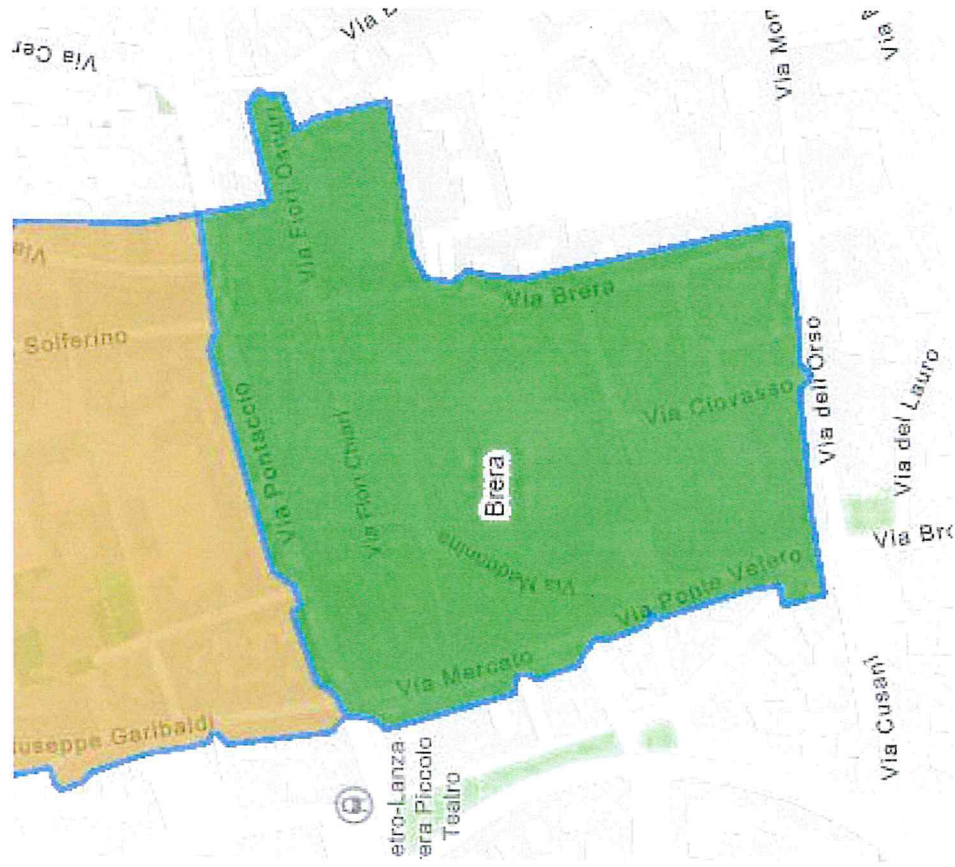 Via Cer
Via
Via Mon
Via
Via Fiori Oscuri
Via
Solferino
Via Brera
Via Pontaccio
Via Fiori Chiari
Brera
Via Ciovasso
Via dell'Orso
Via del Lauro
Via Madonnina
Via Bro
Via Ponte Vetero
Via Mercato
iuseppe Garibaldi
Via Cusani
etro-Lanza
era Piccolo
Teatro